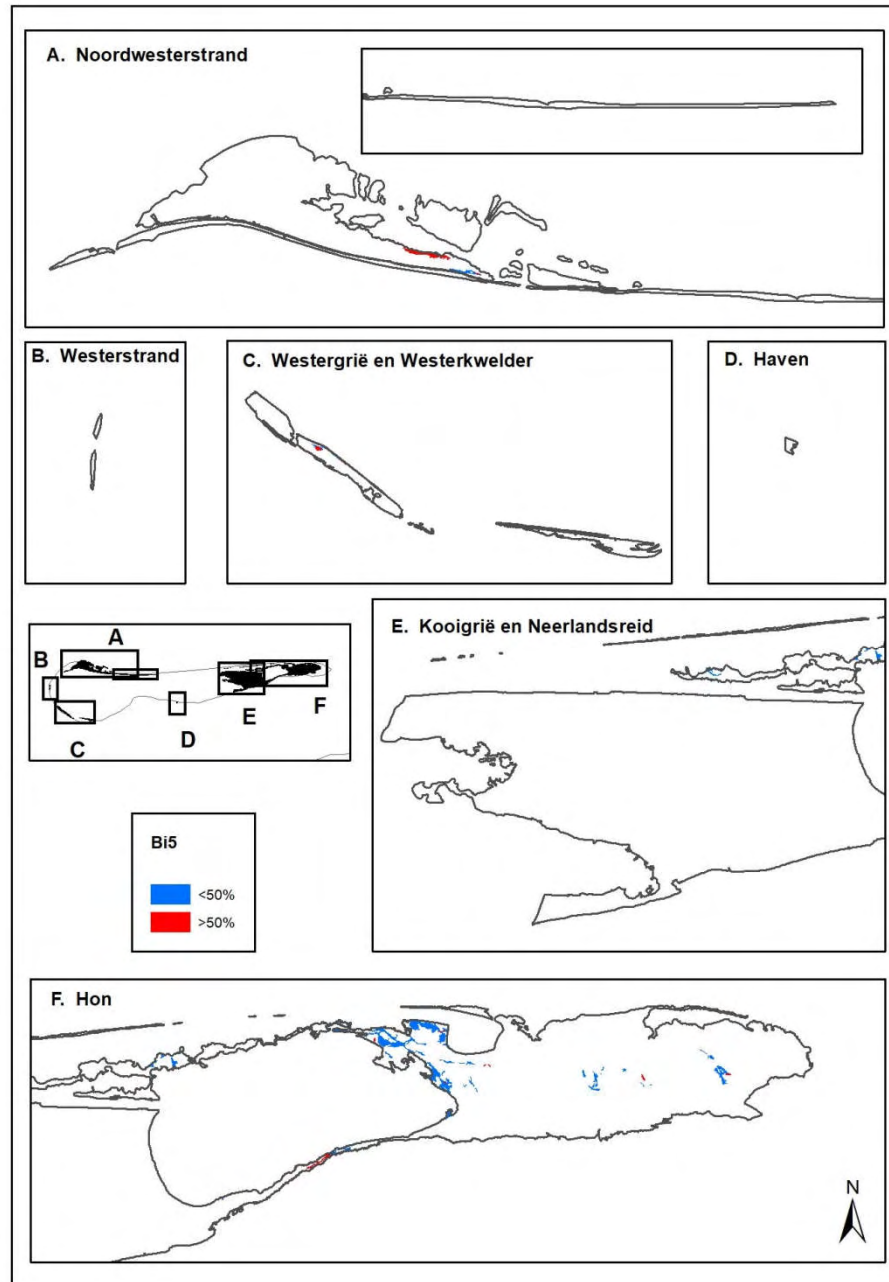 A. Noordwesterstrand
B. Westerstrand
C. Westergrië en Westerkwelder
D. Haven
A
B
C
D
E
F
E. Kooigrië en Neerlandsreid
Bi5
<50%
>50%
F. Hon
N